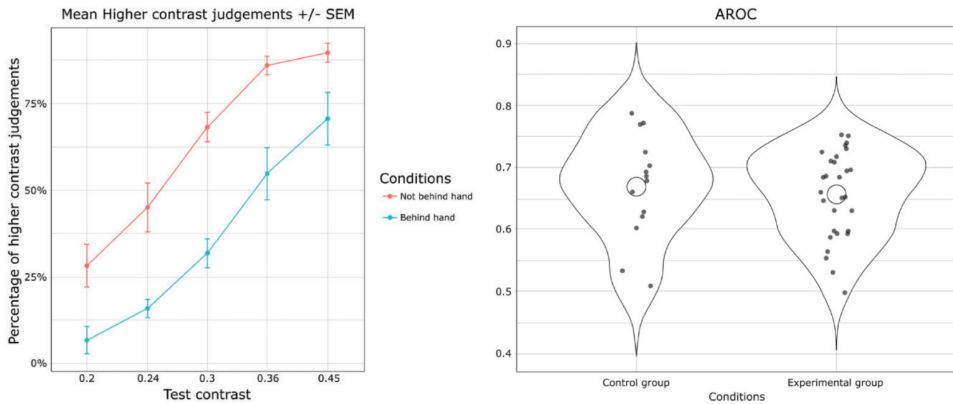 Mean Higher contrast judgements +/- SEM
Percentage of higher contrast judgements
75%
50%
25%
0%
0.2 0.24 0.3 0.36 0.45
Test contrast
Conditions
Not behind hand
Behind hand
AROC
0.9
0.8
0.7
0.6
0.5
0.4
Control group Experimental group
Conditions